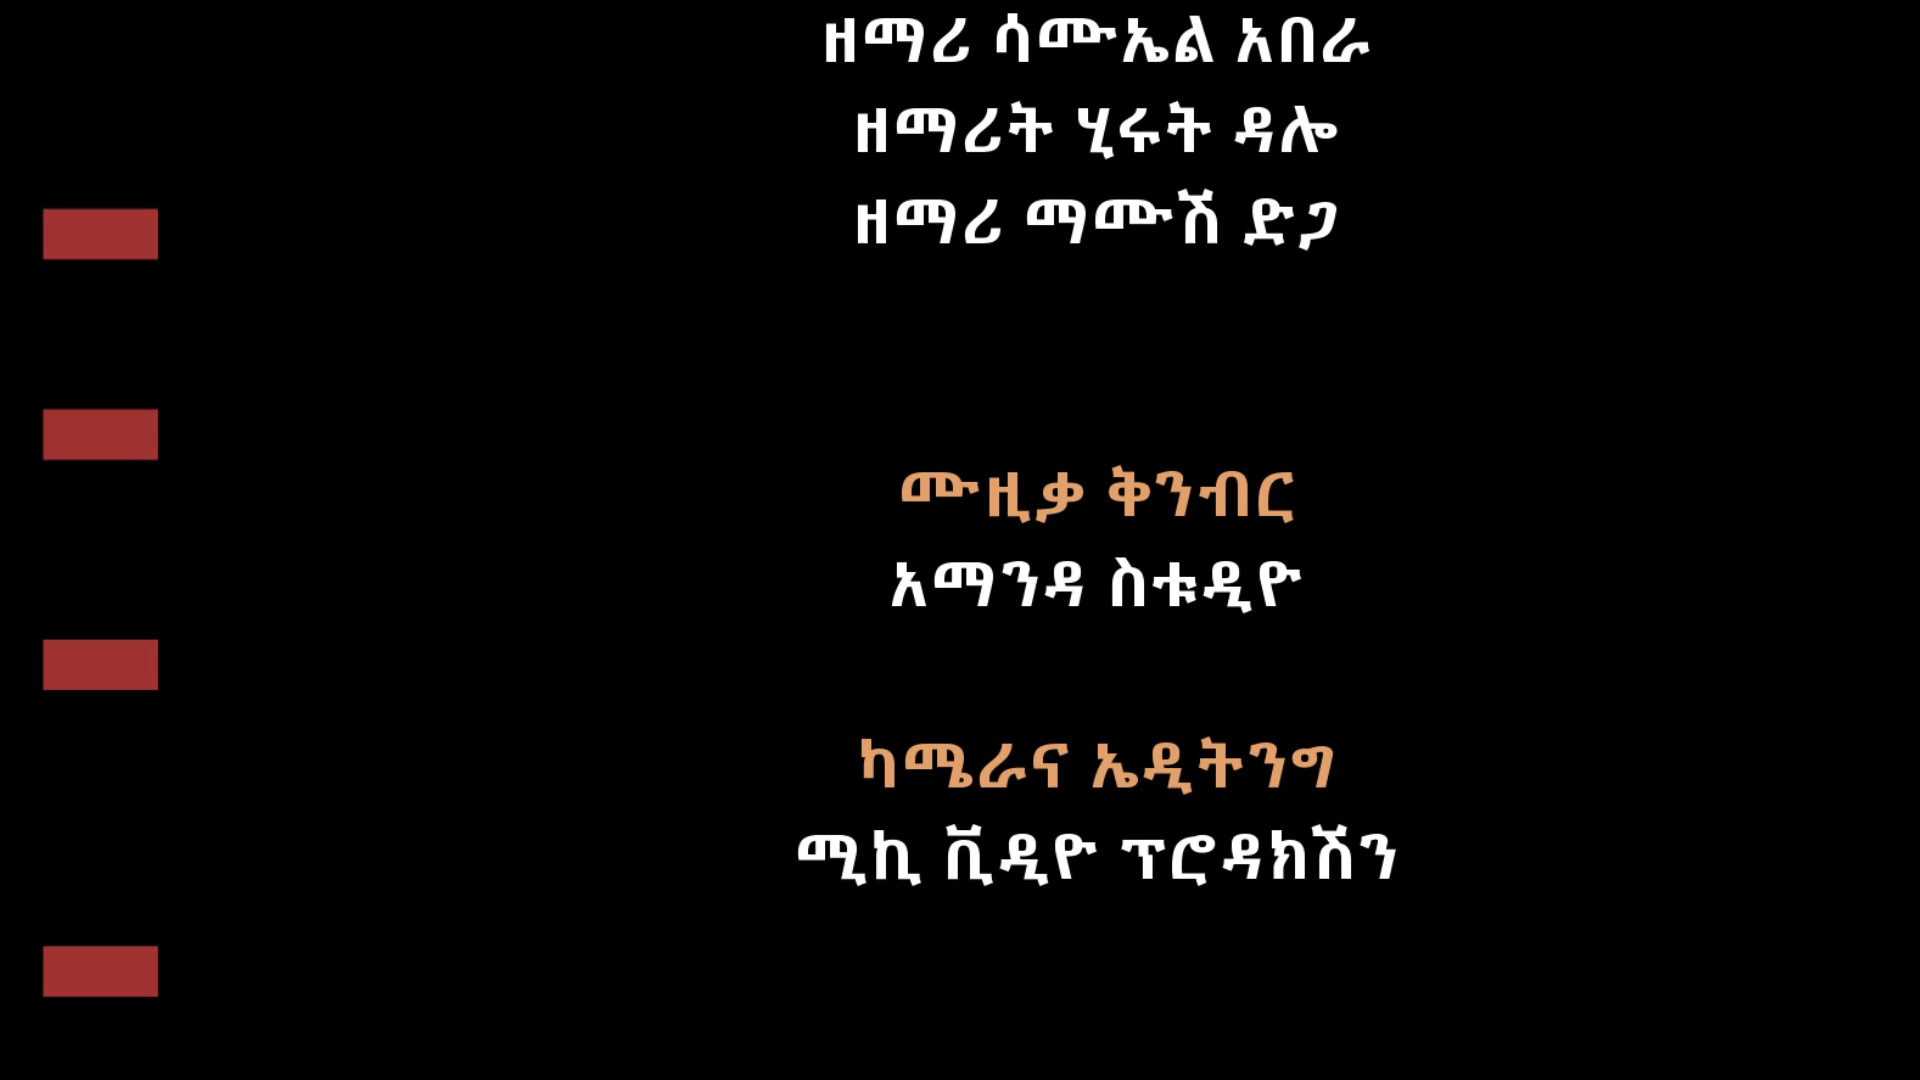 ዘማሪ ሳሙኤል አበራ
ዘማሪት ሂሩት ዳሎ
ዘማሪ ማሙሽ ድጋ
ሙዚቃ ቅንብር
አማንዳ ስቱዲዮ
ካሜራና ኤዲትንግ
ሚኪ ቪዲዮ ፕሮዳክሽን